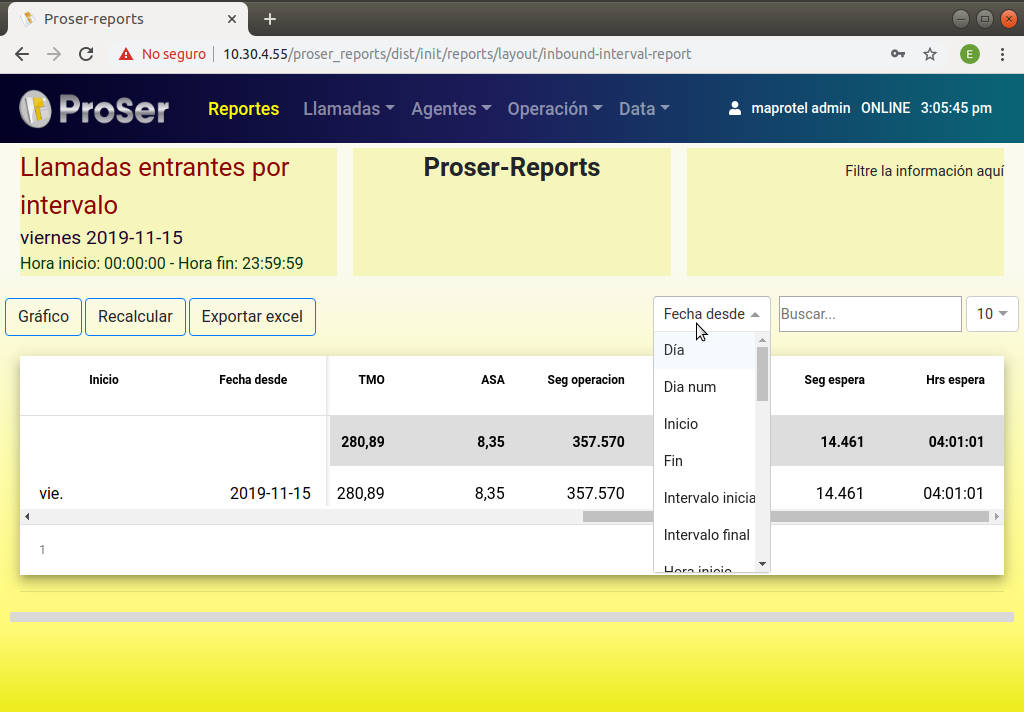 Proser-reports
No seguro
10.30.4.55/proser_reports/dist/init/reports/layout/inbound-interval-report
E
ProSer
Reportes Llamadas Agentes Operación Data
maprotel admin ONLINE 3:05:45 pm
Llamadas entrantes por
intervalo
viernes 2019-11-15
Hora inicio: 00:00:00 - Hora fin: 23:59:59
Proser-Reports
Filtre la información aquí
Gráfico Recalcular Exportar excel
Fecha desde
Buscar...
10
Día
Dia num
Inicio
Fin
Intervalo inicia
Intervalo final
Hora inicio
Inicio Fecha desde TMO ASA Seg operacion Seg espera Hrs espera
280,89 8,35 357.570 14.461 04:01:01
vie. 2019-11-15 280,89 8,35 357.570 14.461 04:01:01
1